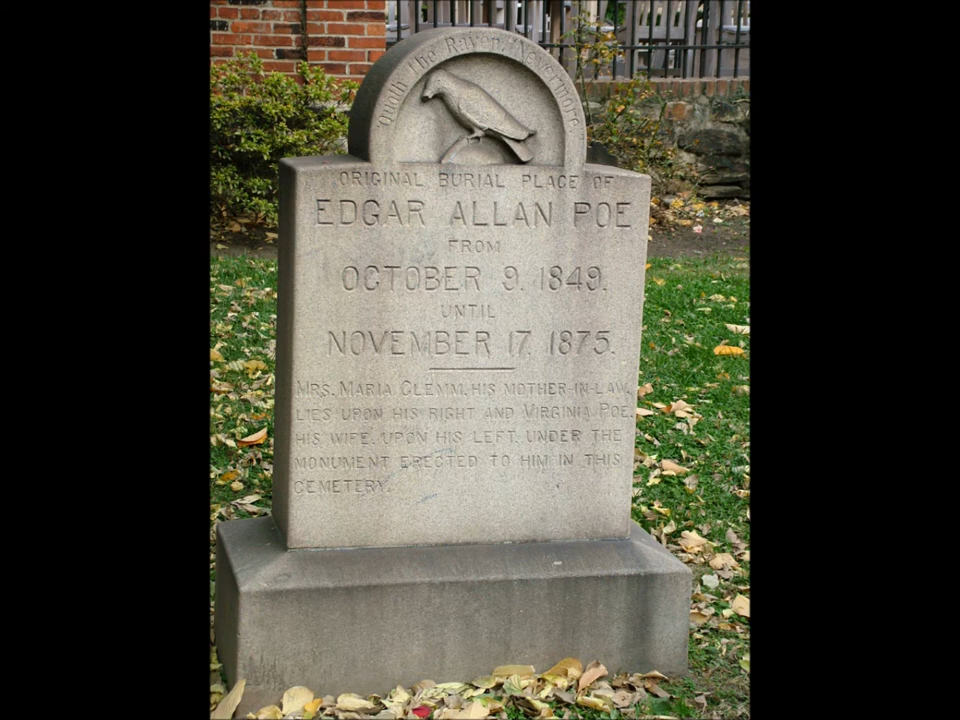 "Quoth the Raven, Nevermore."
ORIGINAL BURIAL PLACE OF
EDGAR ALLAN POE
FROM
OCTOBER 9. 1849.
UNTIL
NOVEMBER 17. 1875.
MRS. MARIA CLEMM, HIS MOTHER-IN-LAW,
LIES UPON HIS RIGHT AND VIRGINIA POE,
HIS WIFE, UPON HIS LEFT, UNDER THE
MONUMENT ERECTED TO HIM IN THIS
CEMETERY.